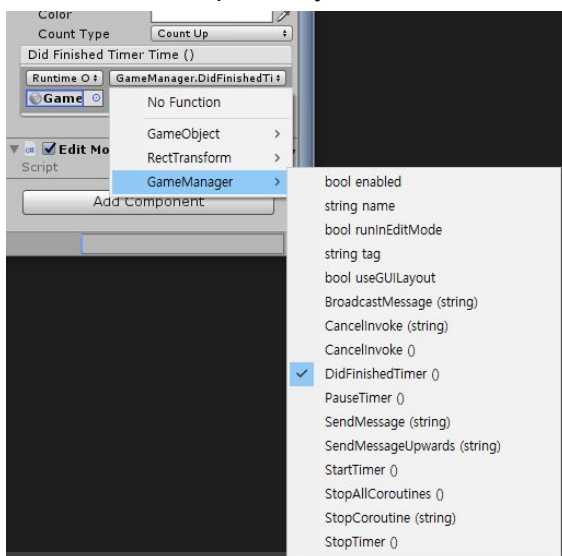 Color
Count Type Count Up
Did Finished Timer Time ()
Runtime O GameManager.DidFinishedTi
Game
No Function
GameObject >
RectTransform >
GameManager >
Edit Mo
Script
Add Component
bool enabled
string name
bool runInEditMode
string tag
bool useGUILayout
BroadcastMessage (string)
CancelInvoke (string)
CancelInvoke ()
DidFinishedTimer ()
PauseTimer ()
SendMessage (string)
SendMessageUpwards (string)
StartTimer ()
StopAllCoroutines ()
StopCoroutine (string)
StopTimer ()